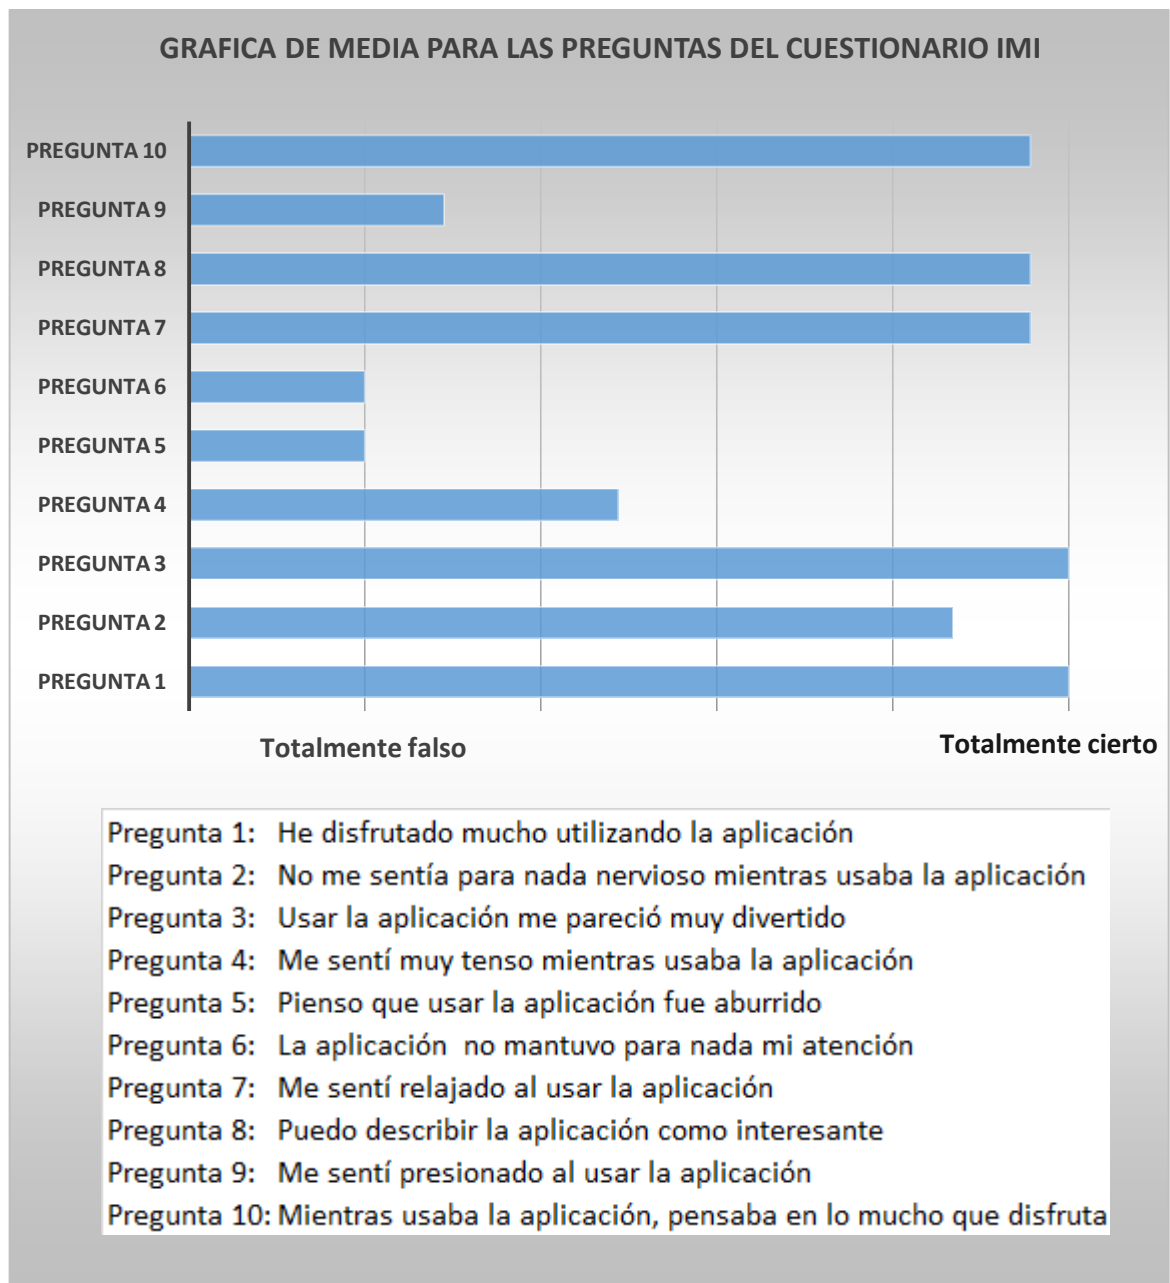 GRAFICA DE MEDIA PARA LAS PREGUNTAS DEL CUESTIONARIO IMI
PREGUNTA 10
PREGUNTA 9
PREGUNTA 8
PREGUNTA 7
PREGUNTA 6
PREGUNTA 5
PREGUNTA 4
PREGUNTA 3
PREGUNTA 2
PREGUNTA 1
Totalmente falso
Totalmente cierto
Pregunta 1: He disfrutado mucho utilizando la aplicación
Pregunta 2: No me sentía para nada nervioso mientras usaba la aplicación
Pregunta 3: Usar la aplicación me pareció muy divertido
Pregunta 4: Me sentí muy tenso mientras usaba la aplicación
Pregunta 5: Pienso que usar la aplicación fue aburrido
Pregunta 6: La aplicación no mantuvo para nada mi atención
Pregunta 7: Me sentí relajado al usar la aplicación
Pregunta 8: Puedo describir la aplicación como interesante
Pregunta 9: Me sentí presionado al usar la aplicación
Pregunta 10: Mientras usaba la aplicación, pensaba en lo mucho que disfruta